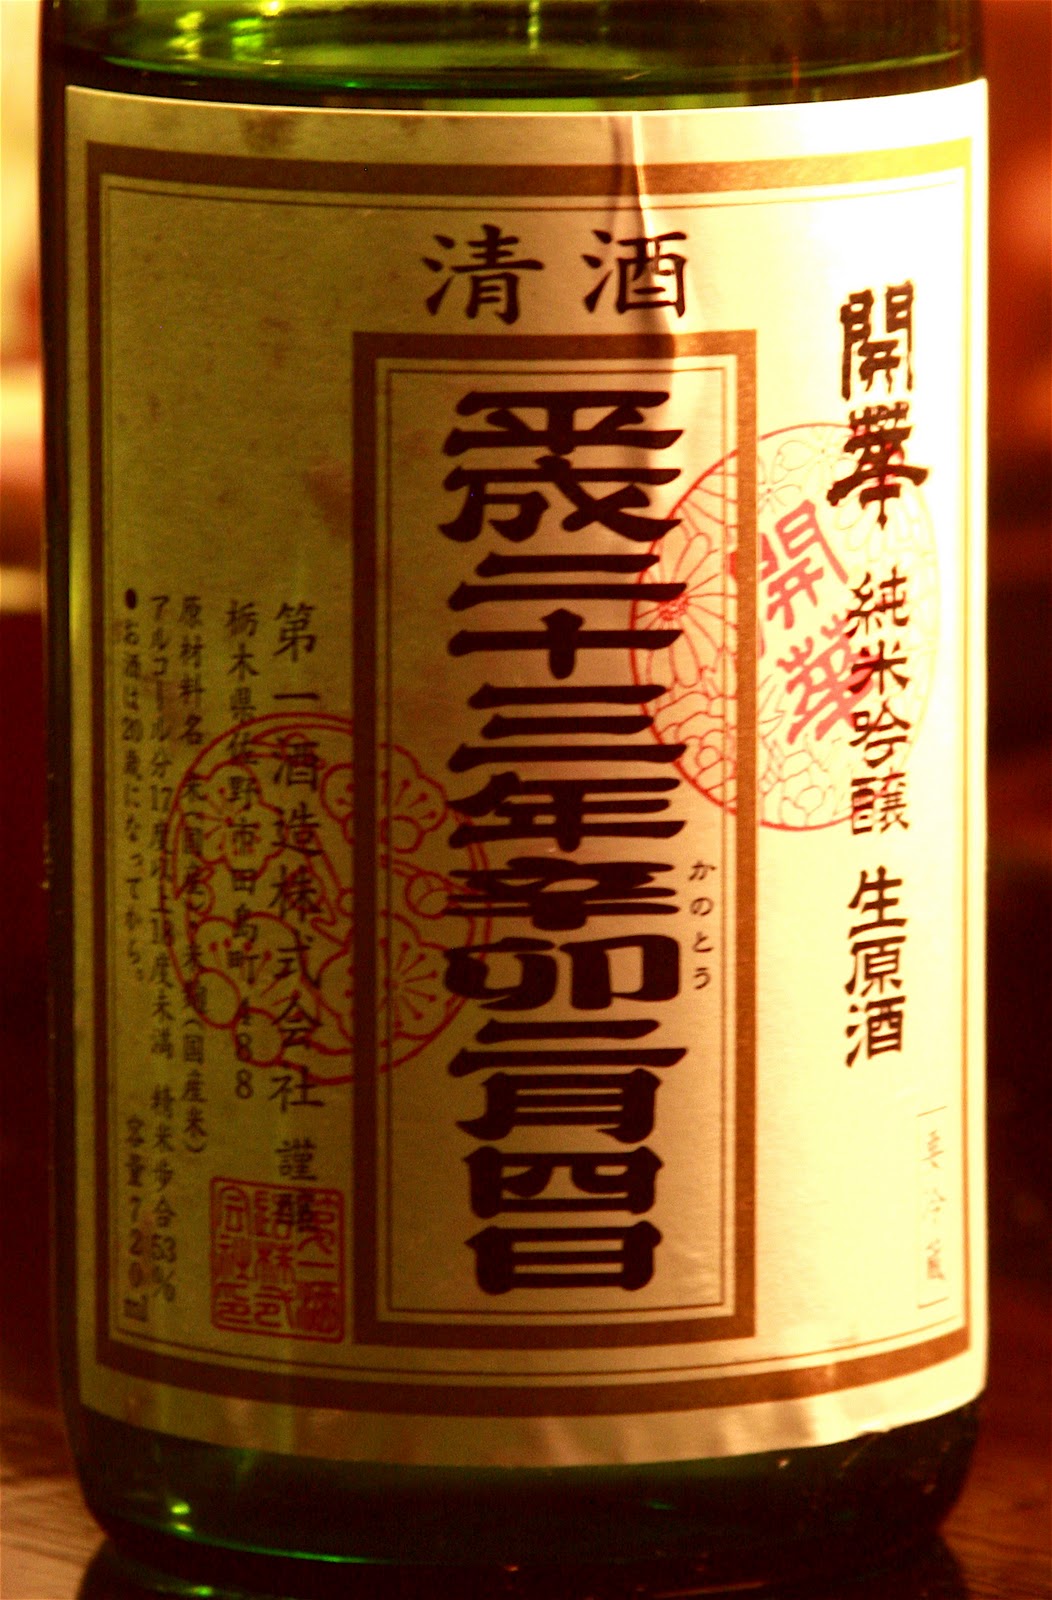 清酒
開華 純米吟醸 生原酒
要冷蔵
開華
平成二十三年辛卯二月四日
かのとう
第一酒造株式会社 謹醸
栃木県佐野市田島町488
原材料名 米(国産)・米麹(国産米)
アルコール分17度以上18度未満 精米歩合53%
●お酒は20歳になってから。 容量720ml